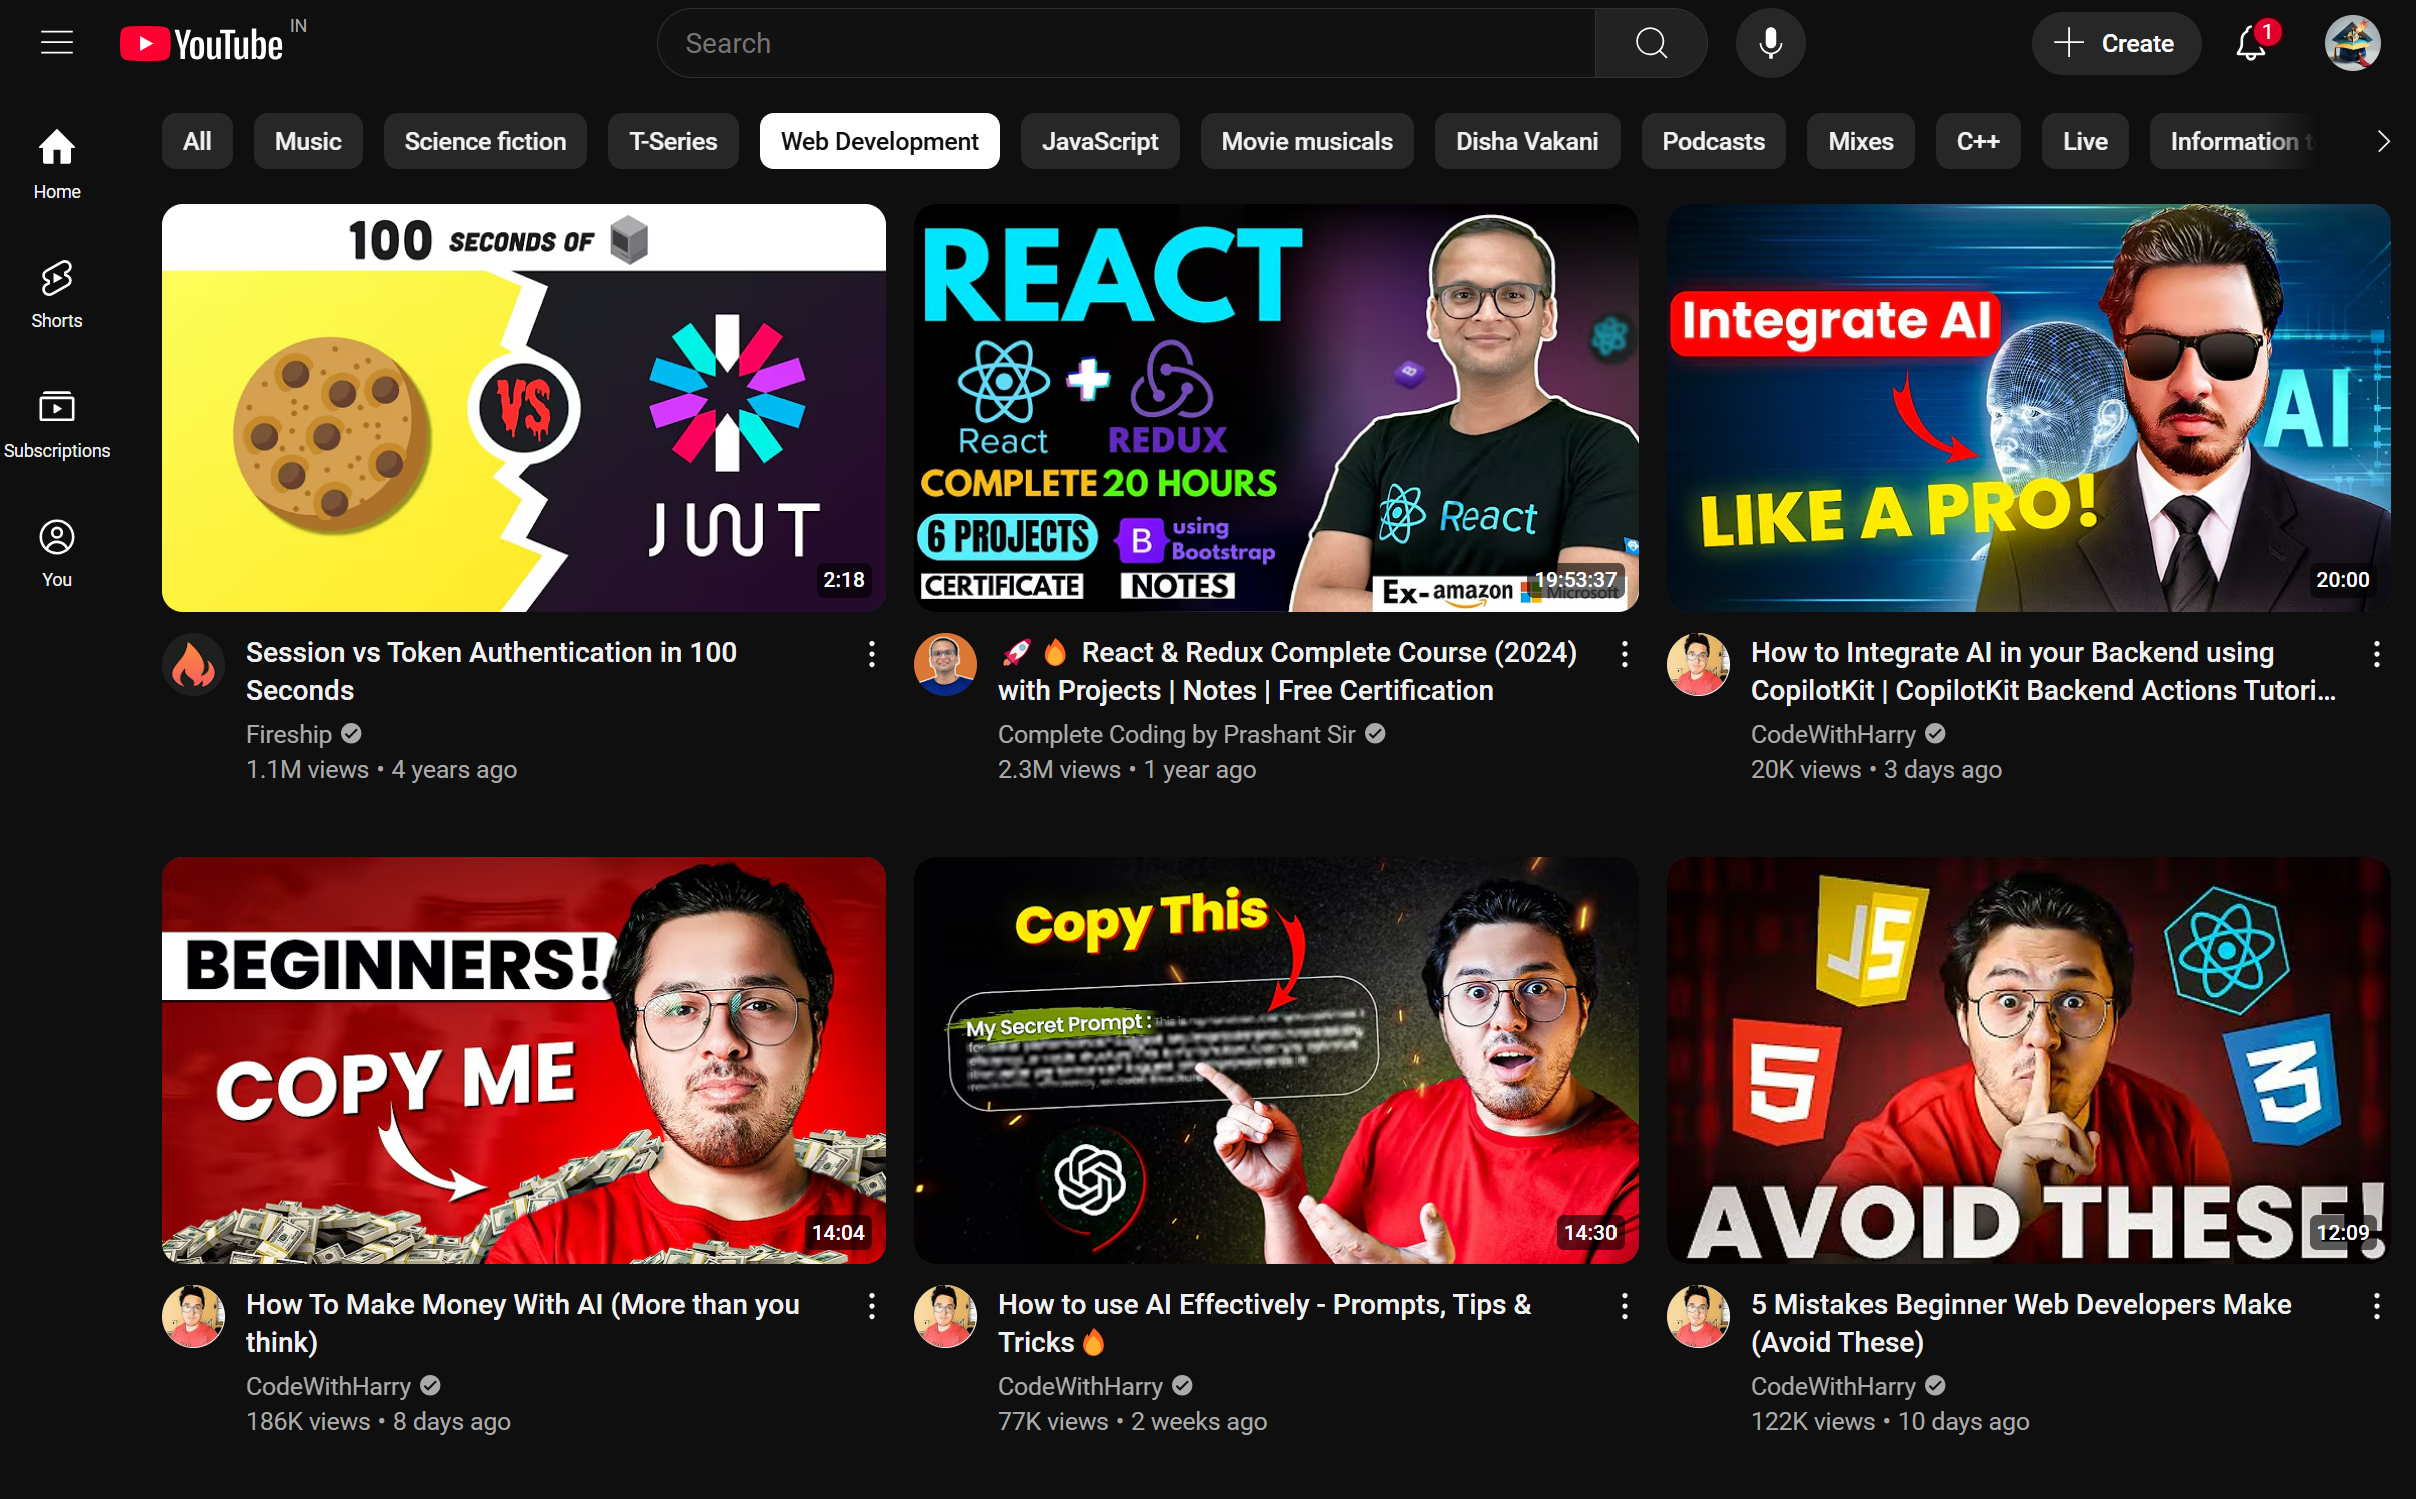 YouTube IN
Search
Create
1
All
Music
Science fiction
T-Series
Web Development
JavaScript
Movie musicals
Disha Vakani
Podcasts
Mixes
C++
Live
Information
Home
Shorts
Subscriptions
You
100 SECONDS OF
VS
JWT
2:18
Session vs Token Authentication in 100
Seconds
Fireship
1.1M views • 4 years ago
REACT
React
REDUX
COMPLETE 20 HOURS
6 PROJECTS
B using
Bootstrap
CERTIFICATE
NOTES
React
Ex-amazon Microsoft
19:53:37
🚀🔥 React & Redux Complete Course (2024)
with Projects | Notes | Free Certification
Complete Coding by Prashant Sir
2.3M views • 1 year ago
Integrate AI
AI
LIKE A PRO!
20:00
How to Integrate AI in your Backend using
CopilotKit | CopilotKit Backend Actions Tutori...
CodeWithHarry
20K views • 3 days ago
BEGINNERS!
COPY ME
14:04
How To Make Money With AI (More than you
think)
CodeWithHarry
186K views • 8 days ago
Copy This
My Secret Prompt :
14:30
How to use AI Effectively - Prompts, Tips &
Tricks 🔥
CodeWithHarry
77K views • 2 weeks ago
JS
5
3
AVOID THESE!
12:09
5 Mistakes Beginner Web Developers Make
(Avoid These)
CodeWithHarry
122K views • 10 days ago